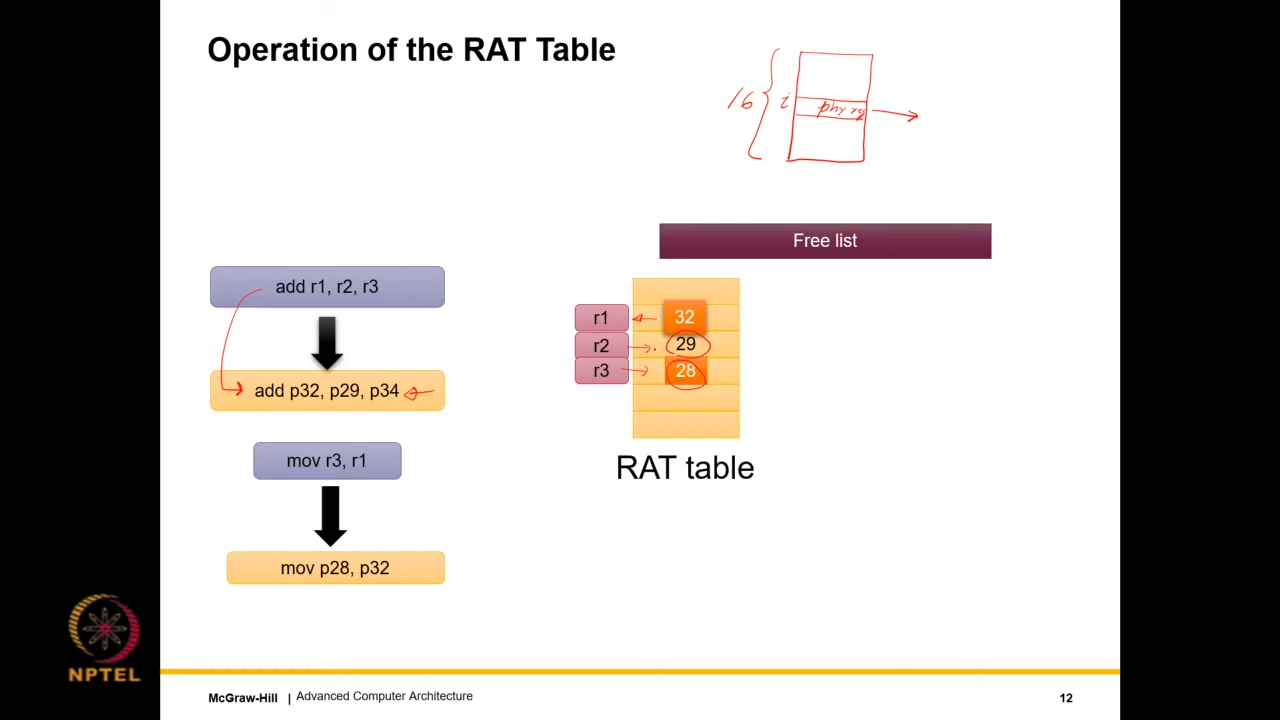 Operation of the RAT Table
16
i
phy reg
Free list
add r1, r2, r3
add p32, p29, p34
mov r3, r1
mov p28, p32
r1 32
r2 29
r3 28
RAT table
NPTEL
McGraw-Hill | Advanced Computer Architecture
12